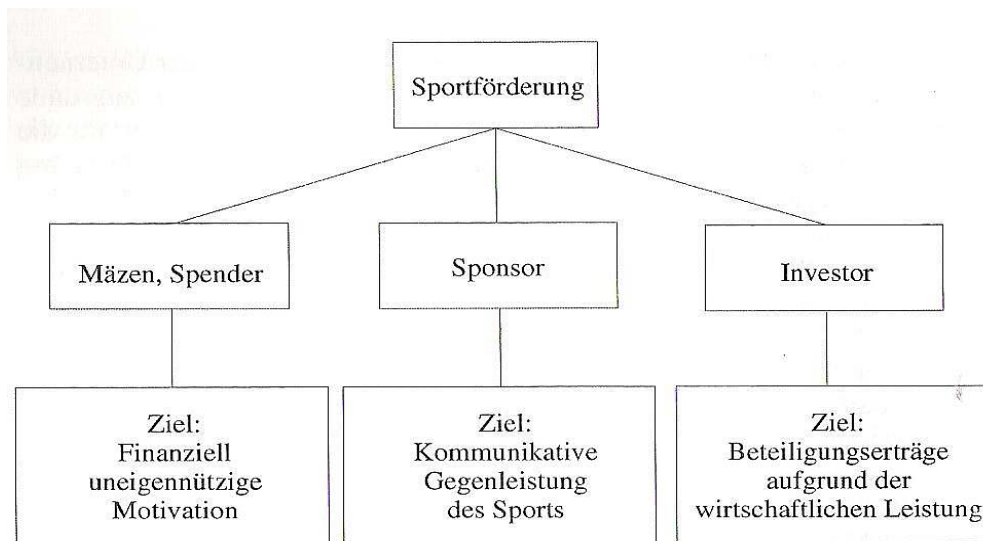 Sportförderung
Mäzen, Spender
Sponsor
Investor
Ziel:
Finanziell
uneigennützige
Motivation
Ziel:
Kommunikative
Gegenleistung
des Sports
Ziel:
Beteiligungserträge
aufgrund der
wirtschaftlichen Leistung